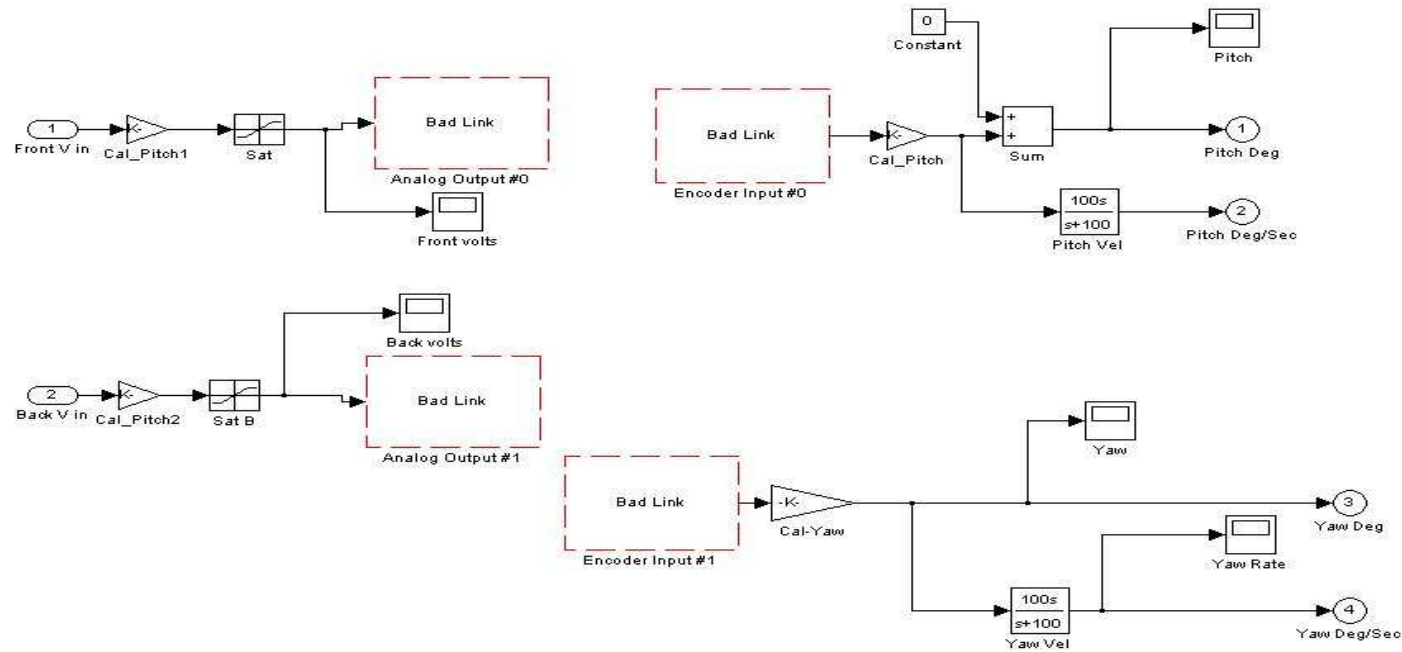 0
Constant
Pitch
1
Front V in
K-
Cal_Pitch1
Sat
Bad Link
Analog Output #0
Front volts
Bad Link
Encoder Input #0
K-
Cal_Pitch
+
+
Sum
1
Pitch Deg
100s
s+100
Pitch Vel
2
Pitch Deg/Sec
Back volts
2
Back V in
K-
Cal_Pitch2
Sat B
Bad Link
Analog Output #1
Bad Link
Encoder Input #1
-K-
Cal-Yaw
Yaw
3
Yaw Deg
Yaw Rate
100s
s+100
Yaw Vel
4
Yaw Deg/Sec